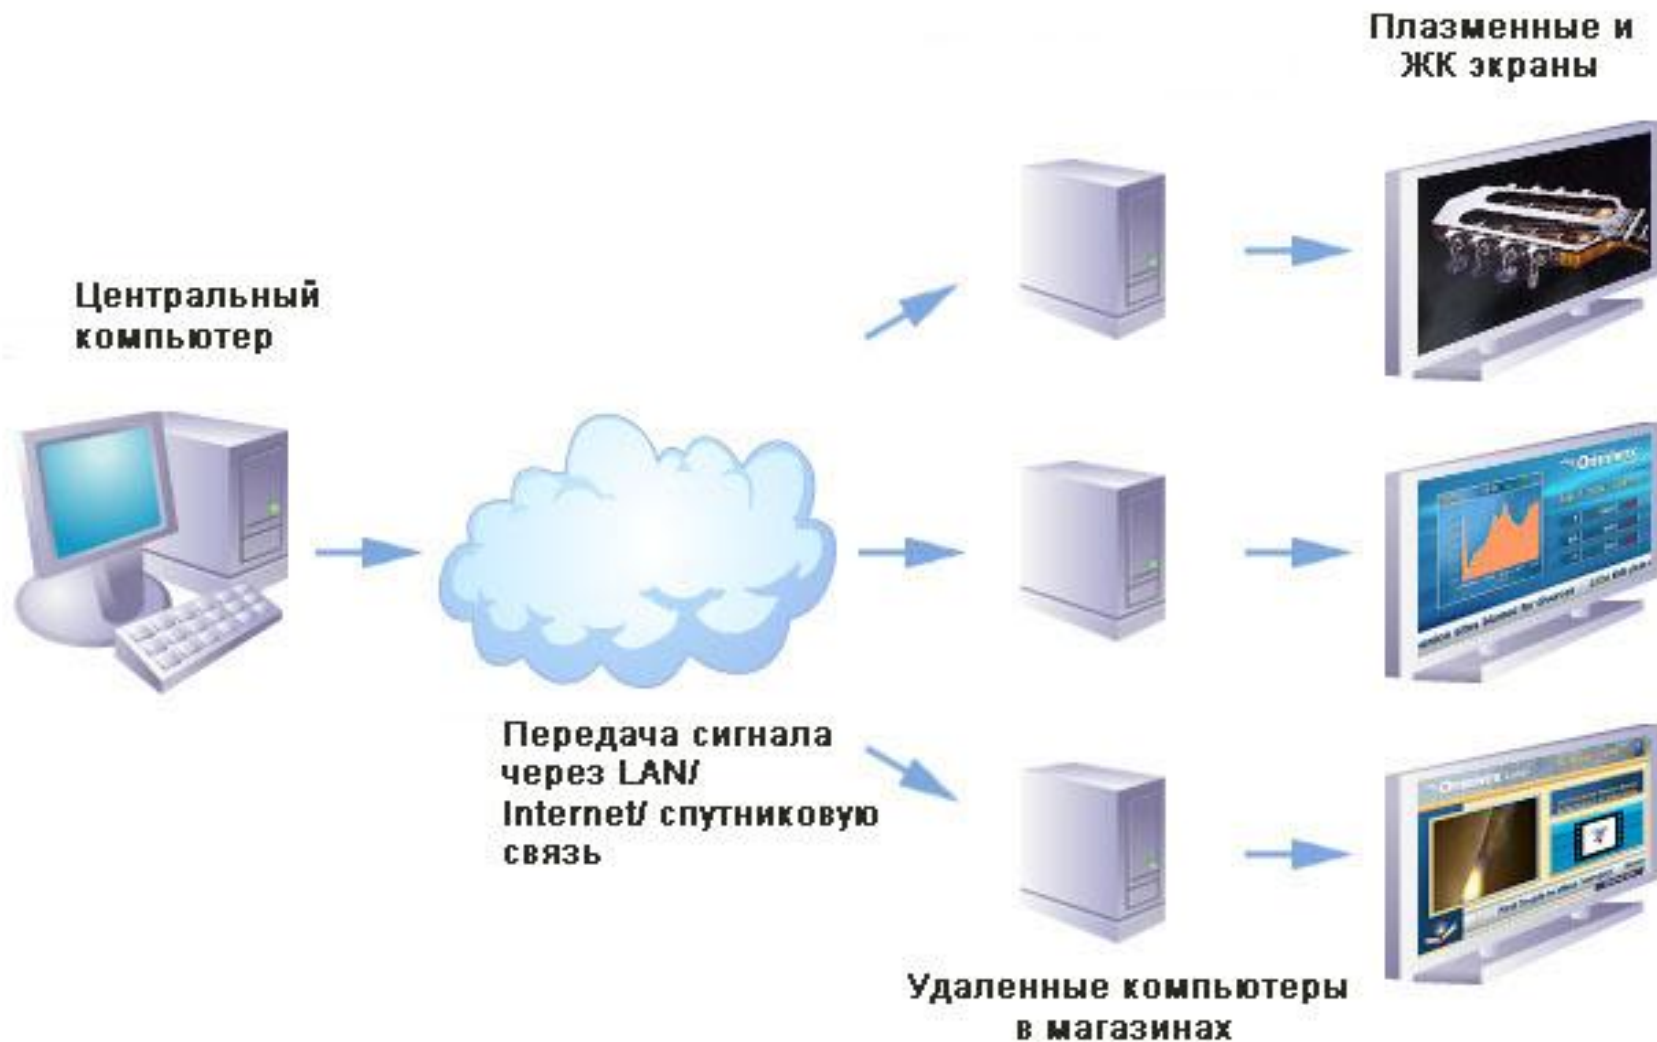 Плазменные и
ЖК экраны
Центральный
компьютер
Передача сигнала
через LAN/
Internet/ спутниковую
связь
Удаленные компьютеры
в магазинах